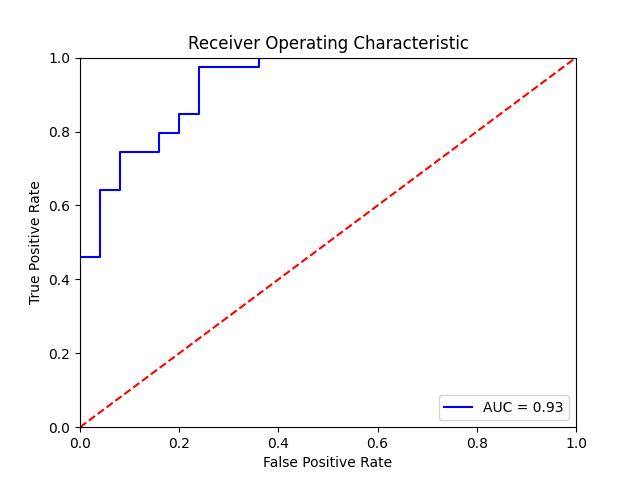 Receiver Operating Characteristic
1.0
0.8
0.6
0.4
0.2
0.0
True Positive Rate
AUC = 0.93
0.0 0.2 0.4 0.6 0.8 1.0
False Positive Rate